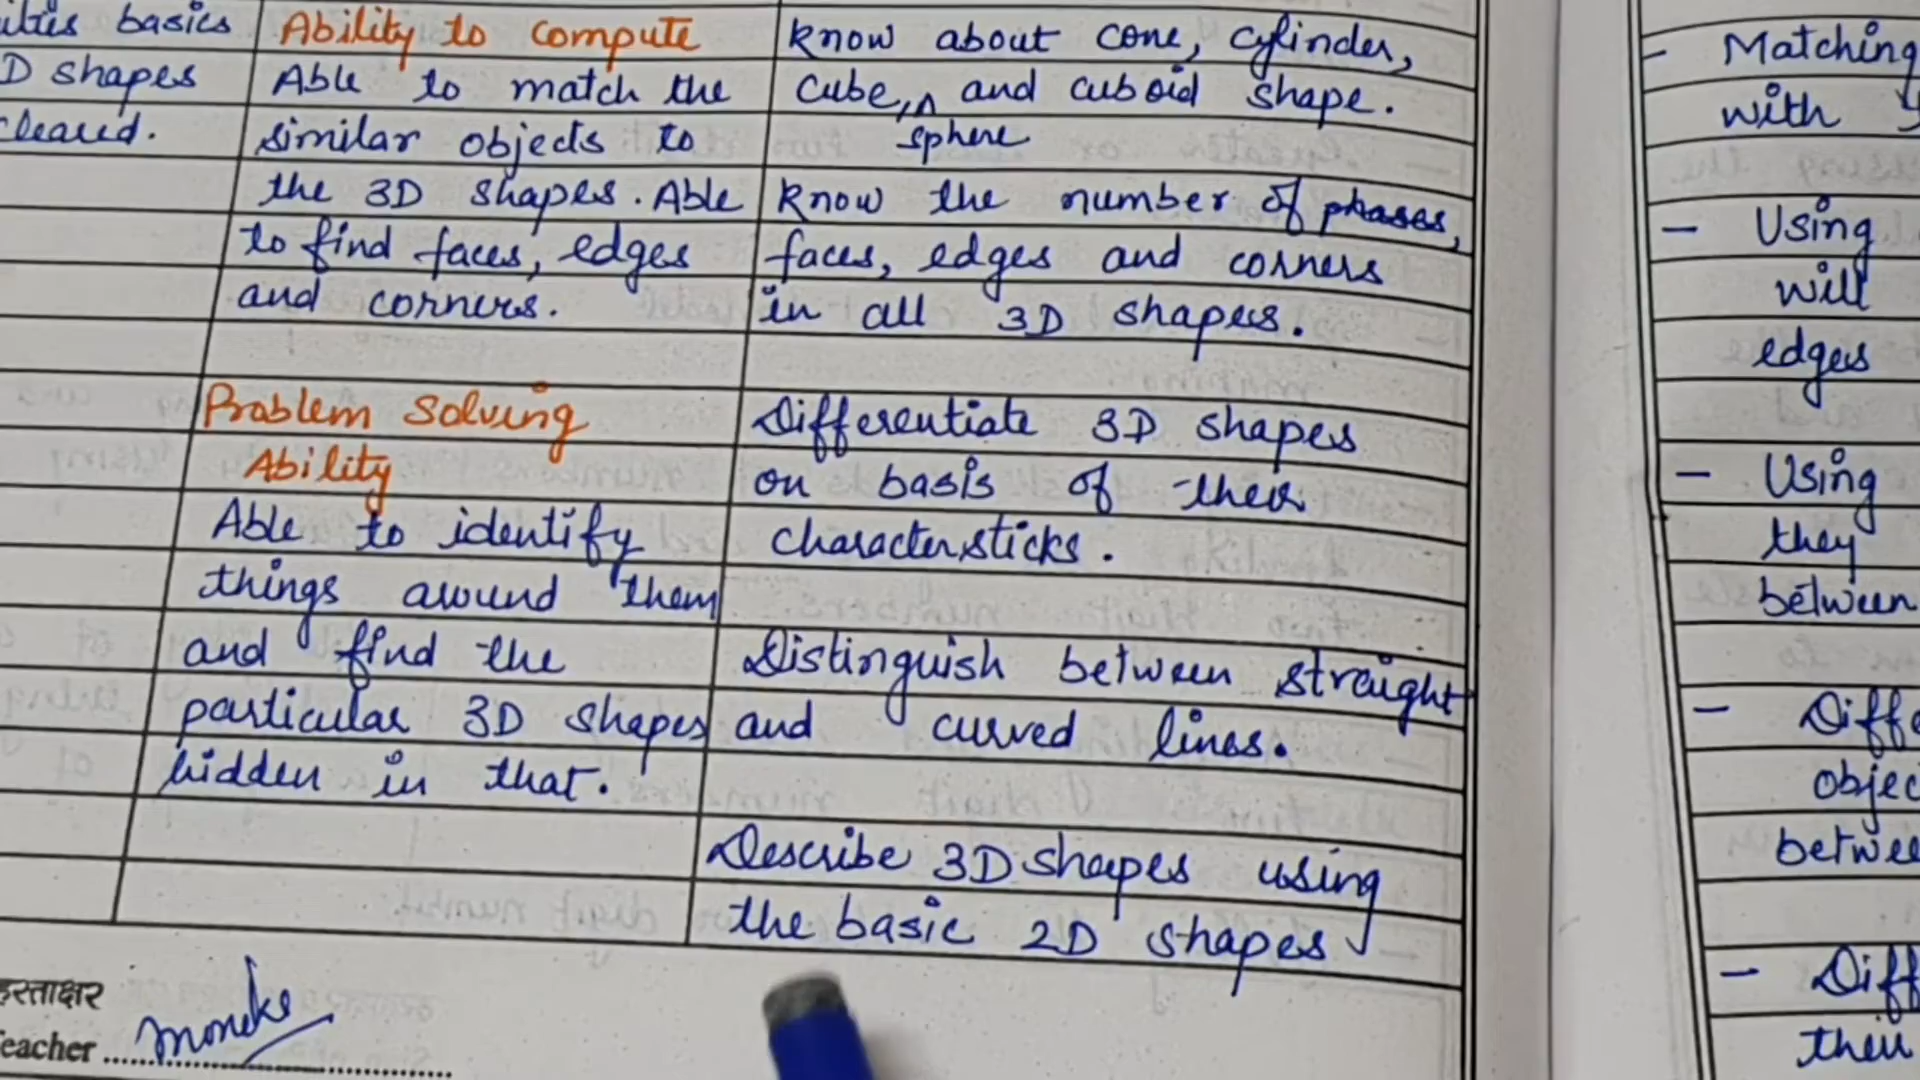 basics
D shapes
cleared.
Ability to compute
Able to match the
similar objects to
the 3D shapes. Able
to find faces, edges
and corners.
Problem Solving
Ability
Able to identify
things around them
and find the
particular 3D shapes
hidden in that.
know about cone, cylinder,
cube, ^ and cuboid shape.
sphere
know the number of phases,
faces, edges and corners
in all 3D shapes.
Differentiate 3D shapes
on basis of their
characteristicks.
Distinguish between straight
and curved lines.
Describe 3D shapes using
the basic 2D shapes
हस्ताक्षर
Teacher
- Matching
with
- Using
will
edges
- Using
they
between
-
-
their